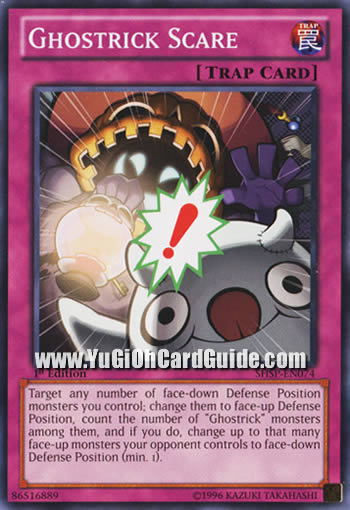 GHOSTRICK SCARE
TRAP
罠
[TRAP CARD]
!
www.YuGiOhCardGuide.com
1st Edition
SHSP-EN074
Target any number of face-down Defense Position
monsters you control; change them to face-up Defense
Position, count the number of "Ghostrick" monsters
among them, and if you do, change up to that many
face-up monsters your opponent controls to face-down
Defense Position (min. 1).
86516889
©1996 KAZUKI TAKAHASHI